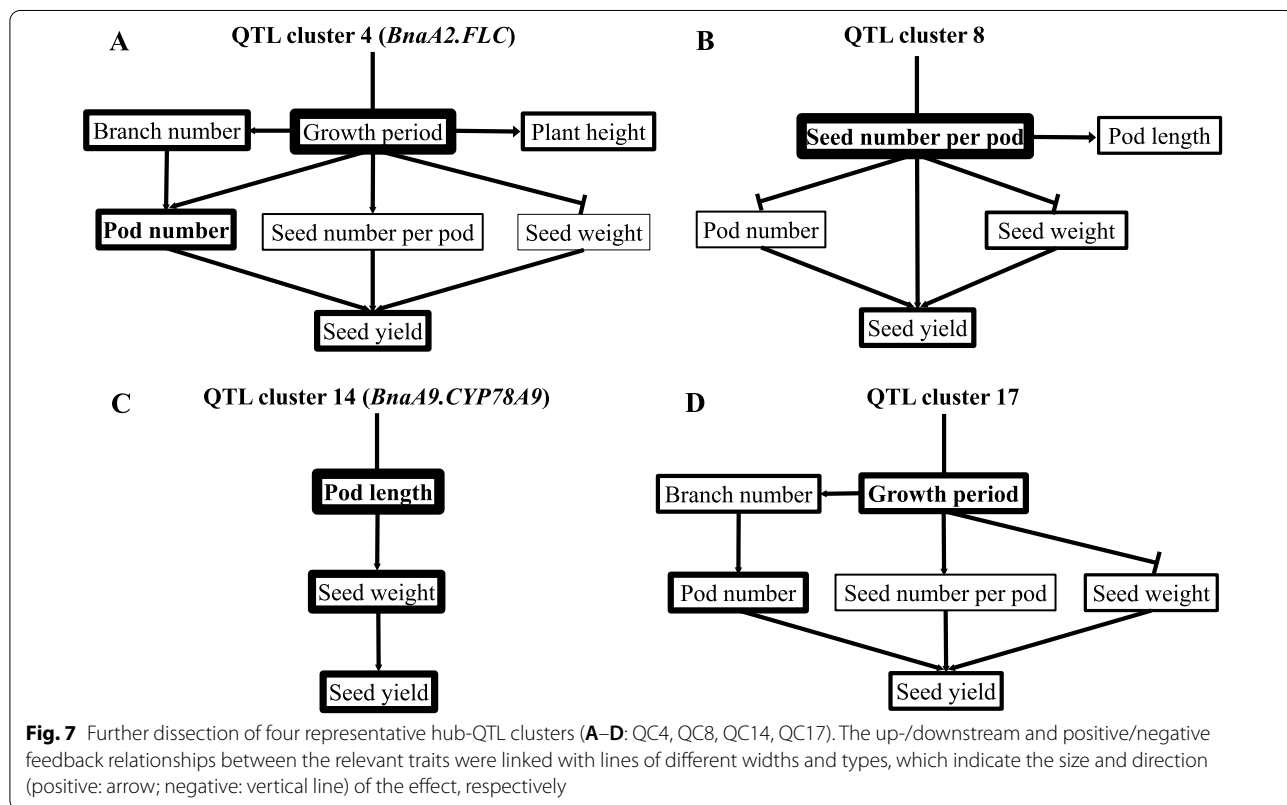 A
QTL cluster 4 (BnaA2.FLC)
Branch number
Growth period
Plant height
Pod number
Seed number per pod
Seed weight
Seed yield
B
QTL cluster 8
Seed number per pod
Pod length
Pod number
Seed weight
Seed yield
C
QTL cluster 14 (BnaA9.CYP78A9)
Pod length
Seed weight
Seed yield
D
QTL cluster 17
Branch number
Growth period
Pod number
Seed number per pod
Seed weight
Seed yield
Fig. 7 Further dissection of four representative hub-QTL clusters (A–D: QC4, QC8, QC14, QC17). The up-/downstream and positive/negative
feedback relationships between the relevant traits were linked with lines of different widths and types, which indicate the size and direction
(positive: arrow; negative: vertical line) of the effect, respectively